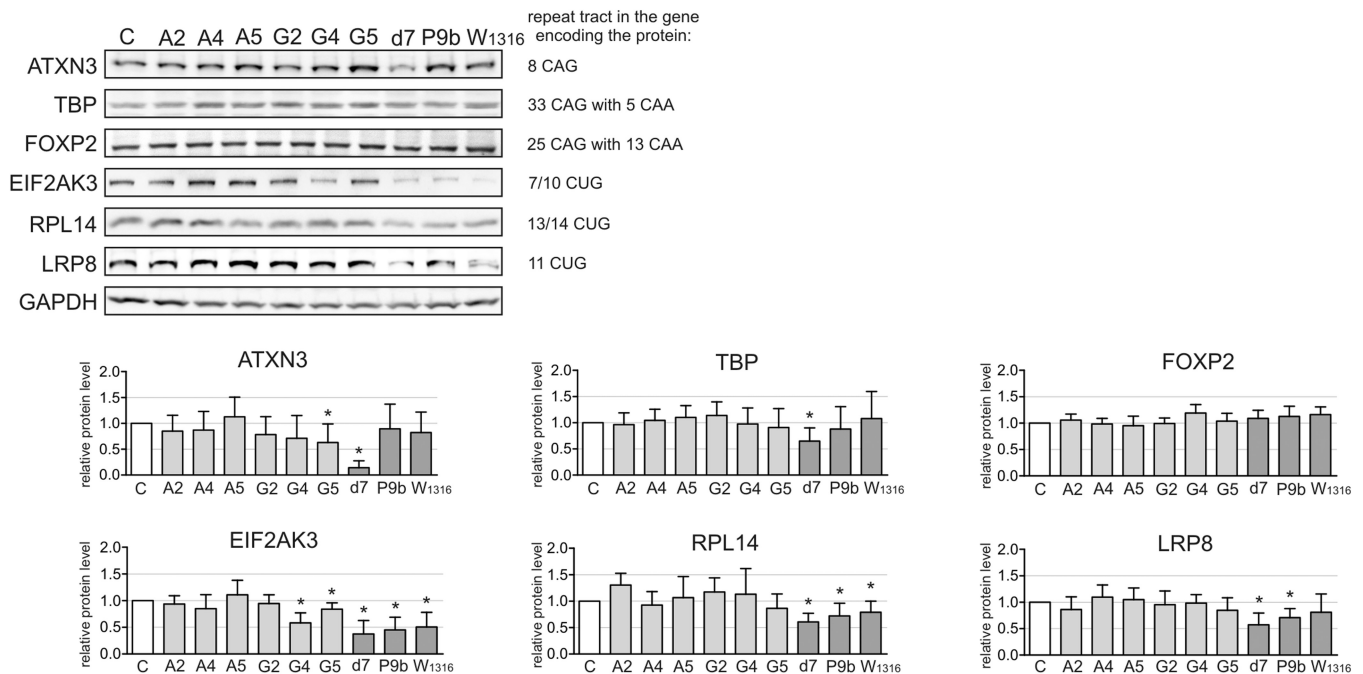 repeat tract in the gene
encoding the protein:
C A2 A4 A5 G2 G4 G5 d7 P9b W1316
ATXN3 8 CAG
TBP 33 CAG with 5 CAA
FOXP2 25 CAG with 13 CAA
EIF2AK3 7/10 CUG
RPL14 13/14 CUG
LRP8 11 CUG
GAPDH
ATXN3
relative protein level
2.0
1.5
1.0
0.5
0.0
* *
C A2 A4 A5 G2 G4 G5 d7 P9b W1316
TBP
relative protein level
2.0
1.5
1.0
0.5
0.0
*
C A2 A4 A5 G2 G4 G5 d7 P9b W1316
FOXP2
relative protein level
2.0
1.5
1.0
0.5
0.0
C A2 A4 A5 G2 G4 G5 d7 P9b W1316
EIF2AK3
relative protein level
2.0
1.5
1.0
0.5
0.0
* * * * *
C A2 A4 A5 G2 G4 G5 d7 P9b W1316
RPL14
relative protein level
2.0
1.5
1.0
0.5
0.0
* * *
C A2 A4 A5 G2 G4 G5 d7 P9b W1316
LRP8
relative protein level
2.0
1.5
1.0
0.5
0.0
* *
C A2 A4 A5 G2 G4 G5 d7 P9b W1316